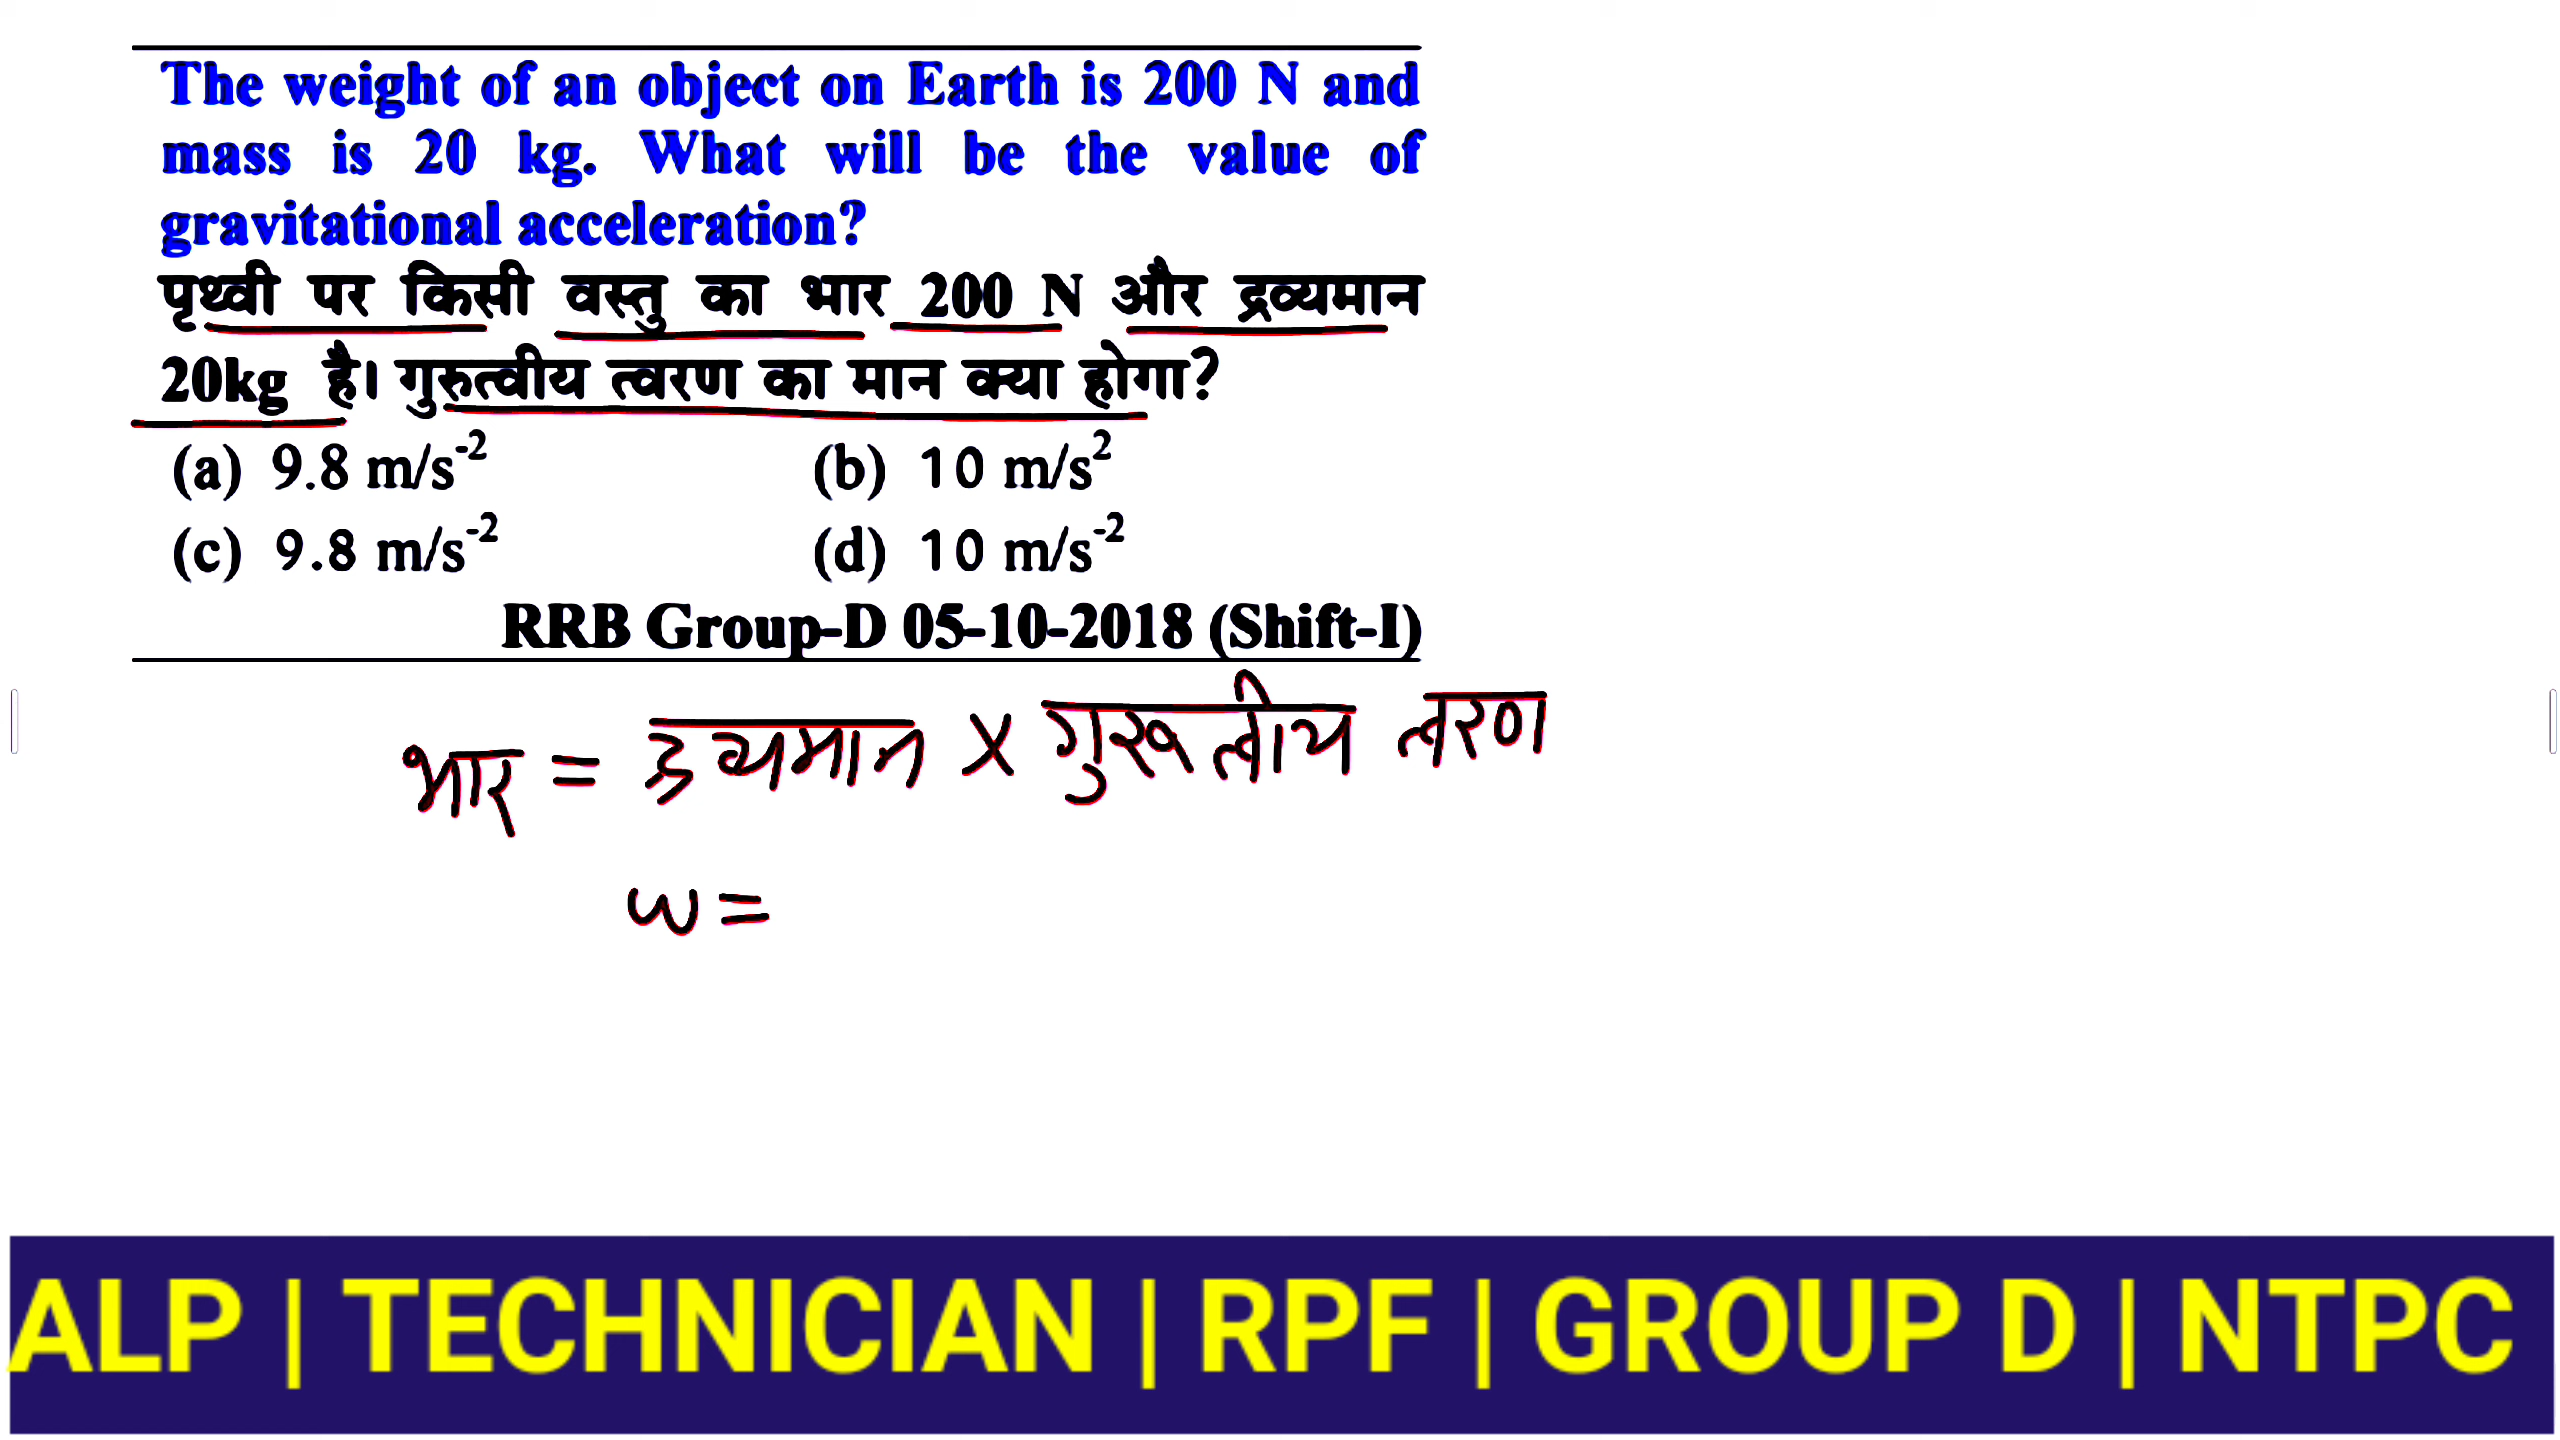 The weight of an object on Earth is 200 N and
mass is 20 kg. What will be the value of
gravitational acceleration?
पृथ्वी पर किसी वस्तु का भार 200 N और द्रव्यमान
20kg है। गुरुत्वीय त्वरण का मान क्या होगा?
(a) 9.8 m/s⁻² (b) 10 m/s²
(c) 9.8 m/s⁻² (d) 10 m/s⁻²
RRB Group-D 05-10-2018 (Shift-I)
भार = द्रव्यमान × गुरूत्वीय त्वरण
w =
ALP | TECHNICIAN | RPF | GROUP D | NTPC